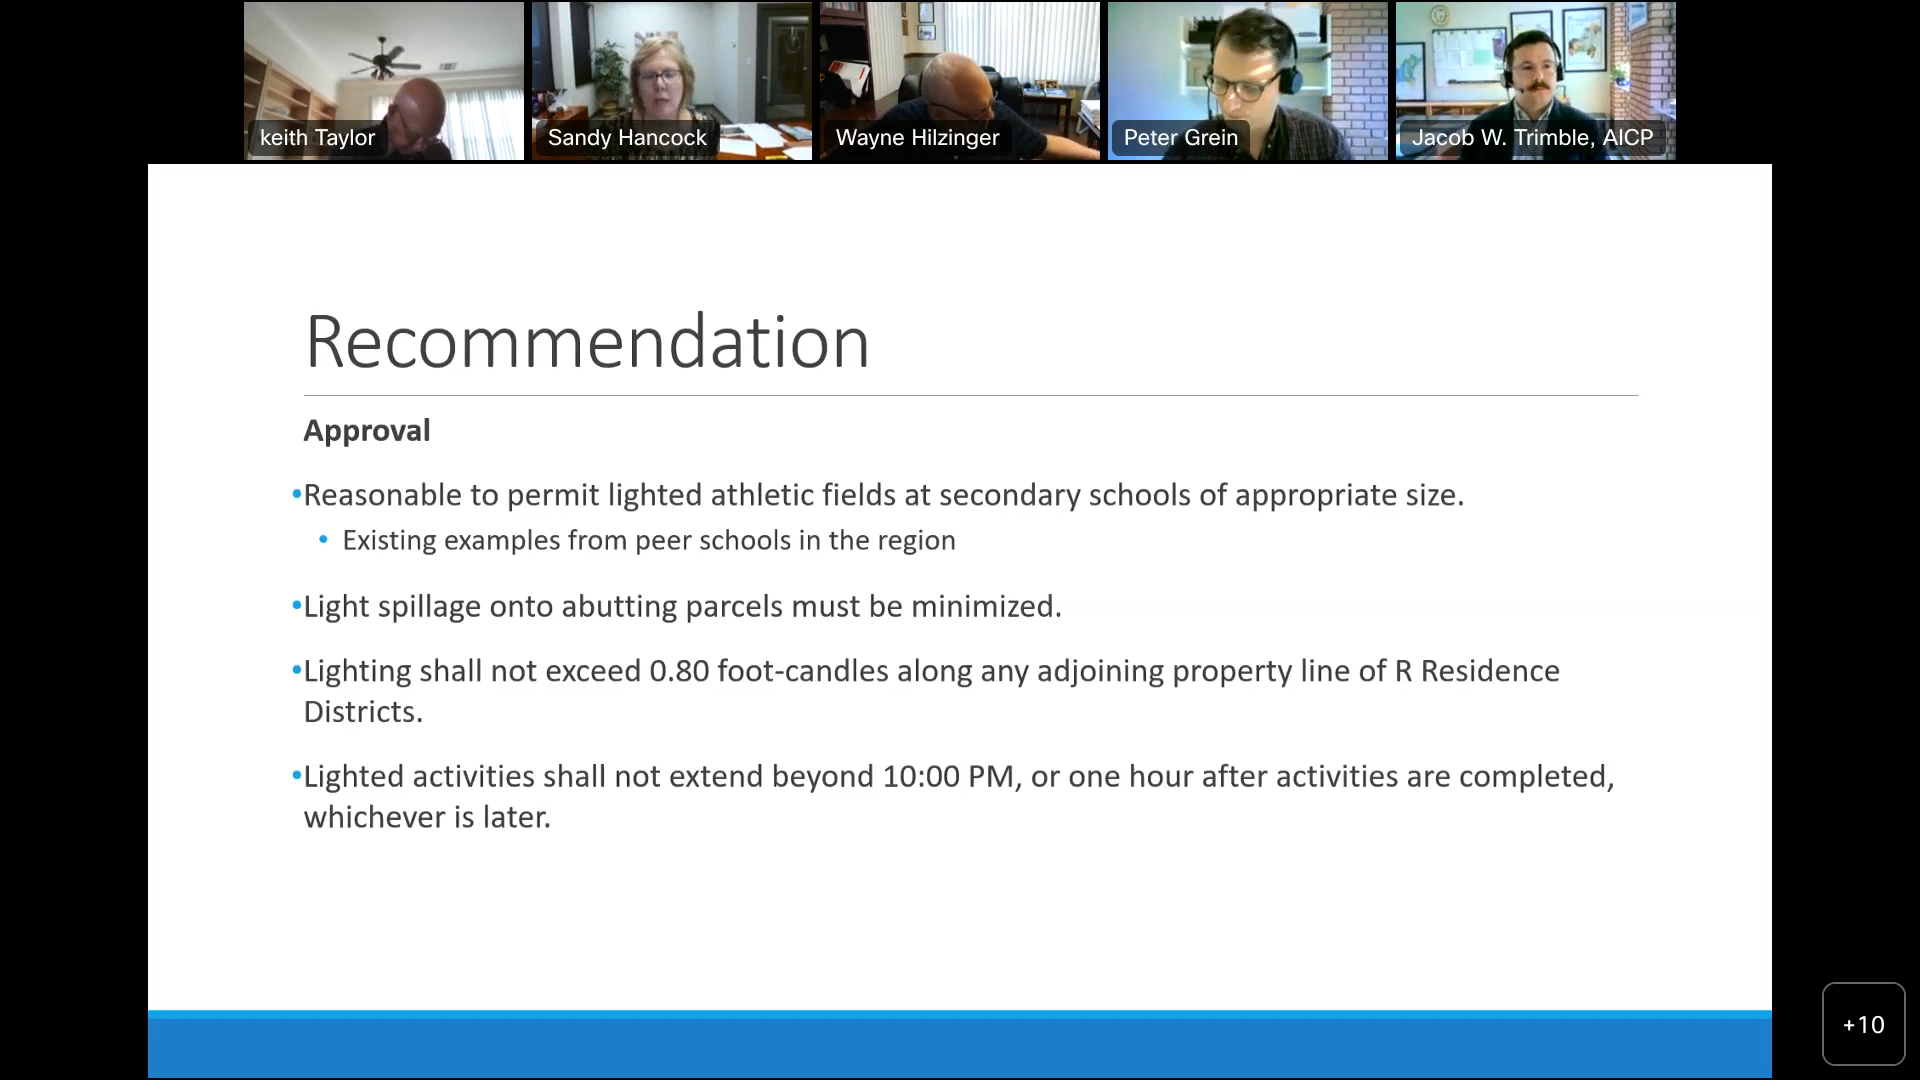 keith Taylor
Sandy Hancock
Wayne Hilzinger
Peter Grein
Jacob W. Trimble, AICP
Recommendation
Approval
•Reasonable to permit lighted athletic fields at secondary schools of appropriate size.
• Existing examples from peer schools in the region
•Light spillage onto abutting parcels must be minimized.
•Lighting shall not exceed 0.80 foot-candles along any adjoining property line of R Residence
Districts.
•Lighted activities shall not extend beyond 10:00 PM, or one hour after activities are completed,
whichever is later.
+10